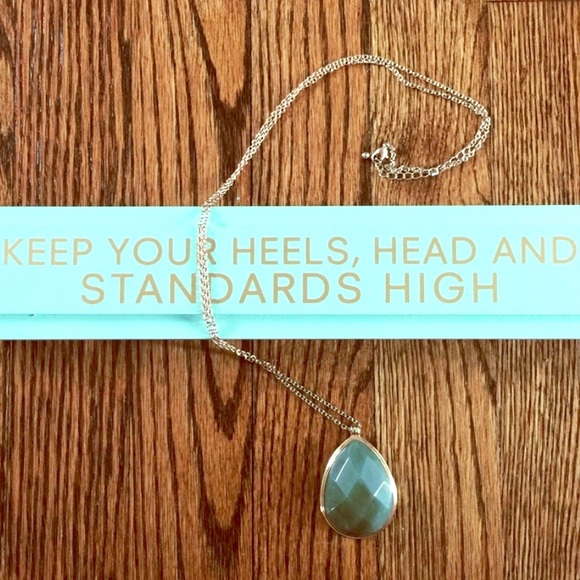 KEEP YOUR HEELS, HEAD AND
STANDARDS HIGH